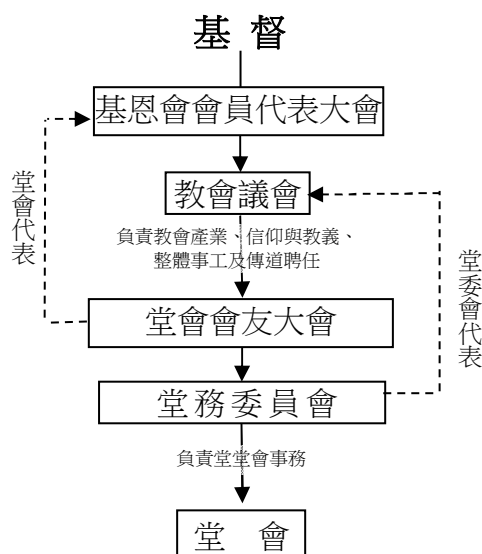 基督
基恩會會員代表大會
教會議會
負責教會產業、信仰與教義、
整體事工及傳道聘任
堂會會友大會
堂務委員會
負責堂堂會事務
堂會
堂會代表
堂委會代表